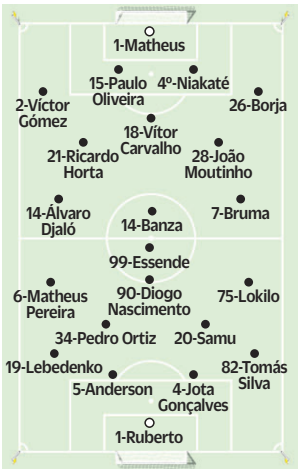 1-Matheus
15-Paulo
Oliveira
4º-Niakaté
2-Víctor
Gómez
26-Borja
18-Vítor
Carvalho
21-Ricardo
Horta
28-João
Moutinho
14-Álvaro
Djaló
14-Banza
7-Bruma
99-Essende
6-Matheus
Pereira
90-Diogo
Nascimento
75-Lokilo
34-Pedro Ortiz
20-Samu
19-Lebedenko
82-Tomás
Silva
5-Anderson
4-Jota
Gonçalves
1-Ruberto